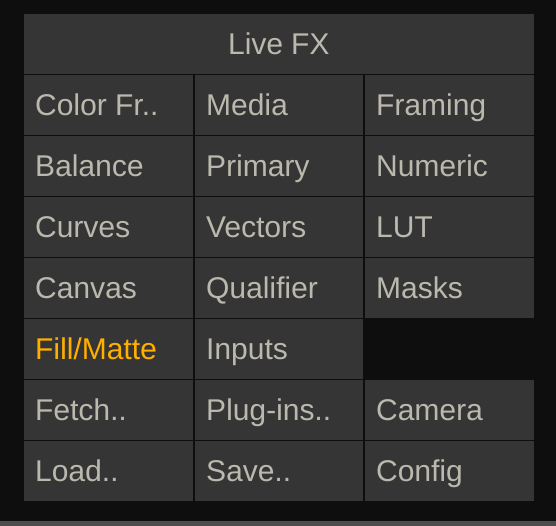 Live FX
Color Fr.. Media Framing
Balance Primary Numeric
Curves Vectors LUT
Canvas Qualifier Masks
Fill/Matte Inputs
Fetch.. Plug-ins.. Camera
Load.. Save.. Config